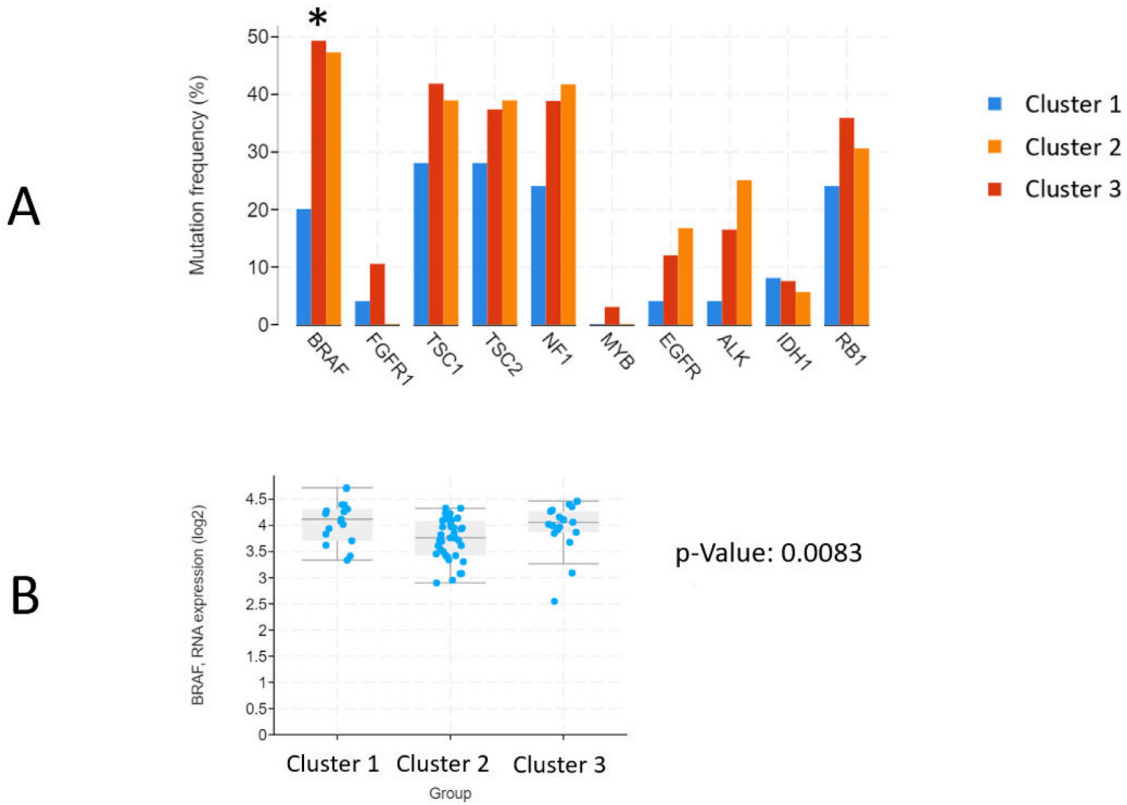 A
*
Mutation frequency (%)
50
40
30
20
10
0
BRAF
FGFR1
TSC1
TSC2
NF1
MYB
EGFR
ALK
IDH1
RB1
Cluster 1
Cluster 2
Cluster 3
B
BRAF, RNA expression (log2)
4.5
4
3.5
3
2.5
2
1.5
1
0.5
0
Cluster 1 Cluster 2 Cluster 3
Group
p-Value: 0.0083